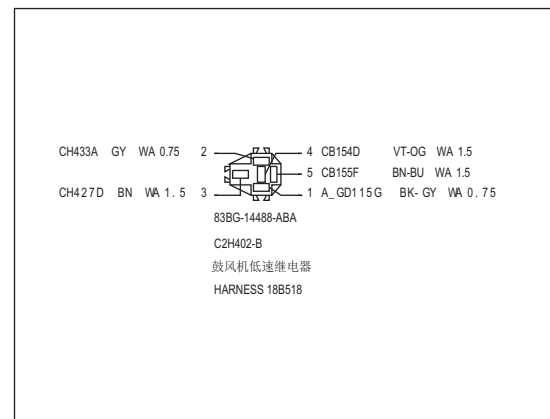 CH433A GY WA 0.75 2 4 CB154D VT-OG WA 1.5
5 CB155F BN-BU WA 1.5
CH427D BN WA 1.5 3 1 A_GD115G BK-GY WA 0.75
83BG-14488-ABA
C2H402-B
鼓风机低速继电器
HARNESS 18B518